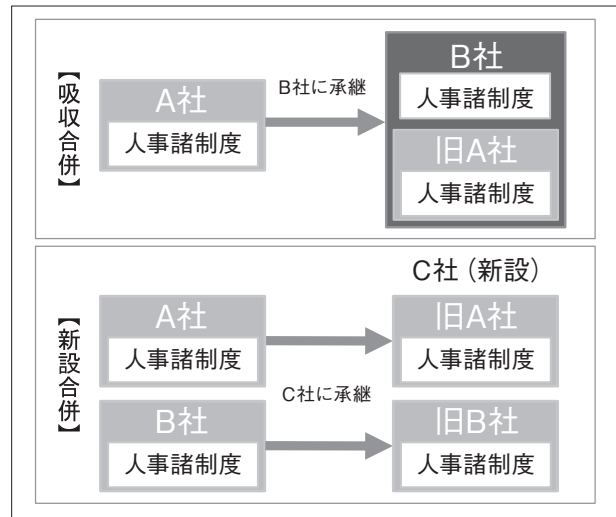 【吸収合併】
A社
人事諸制度
B社に承継
B社
人事諸制度
旧A社
人事諸制度
【新設合併】
C社（新設）
A社
人事諸制度
旧A社
人事諸制度
C社に承継
B社
人事諸制度
旧B社
人事諸制度